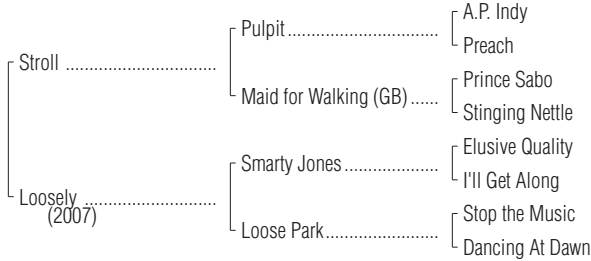 A.P. Indy
Pulpit
Preach
Stroll
Prince Sabo
Maid for Walking (GB)
Stinging Nettle
Elusive Quality
Smarty Jones
I'll Get Along
Loosely
(2007)
Stop the Music
Loose Park
Dancing At Dawn